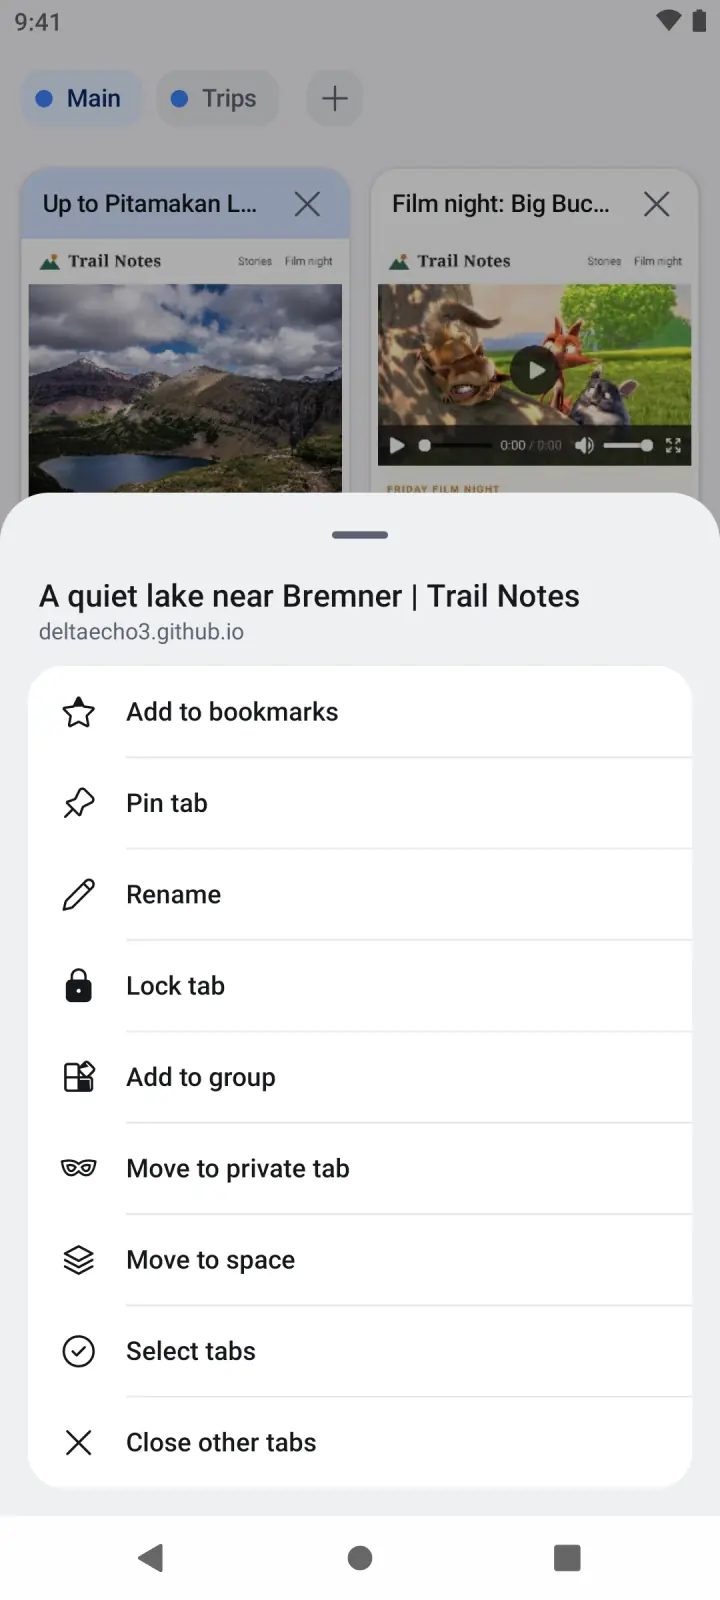 9:41
Main
Trips
Up to Pitamakan L...
Film night: Big Buc...
Trail Notes
Stories
Film night
Trail Notes
Stories
Film night
0:00 / 0:00
FRIDAY FILM NIGHT
A quiet lake near Bremner | Trail Notes
deltaecho3.github.io
Add to bookmarks
Pin tab
Rename
Lock tab
Add to group
Move to private tab
Move to space
Select tabs
Close other tabs